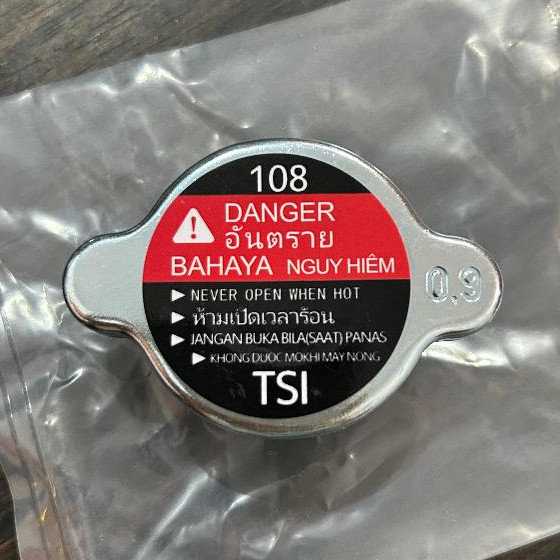 108
DANGER
อันตราย
BAHAYA NGUY HIÊM
0.9
▶ NEVER OPEN WHEN HOT
▶ ห้ามเปิดเวลาร้อน
▶ JANGAN BUKA BILA(SAAT) PANAS
▶ KHONG DUOC MOKHI MAY NONG
TSI